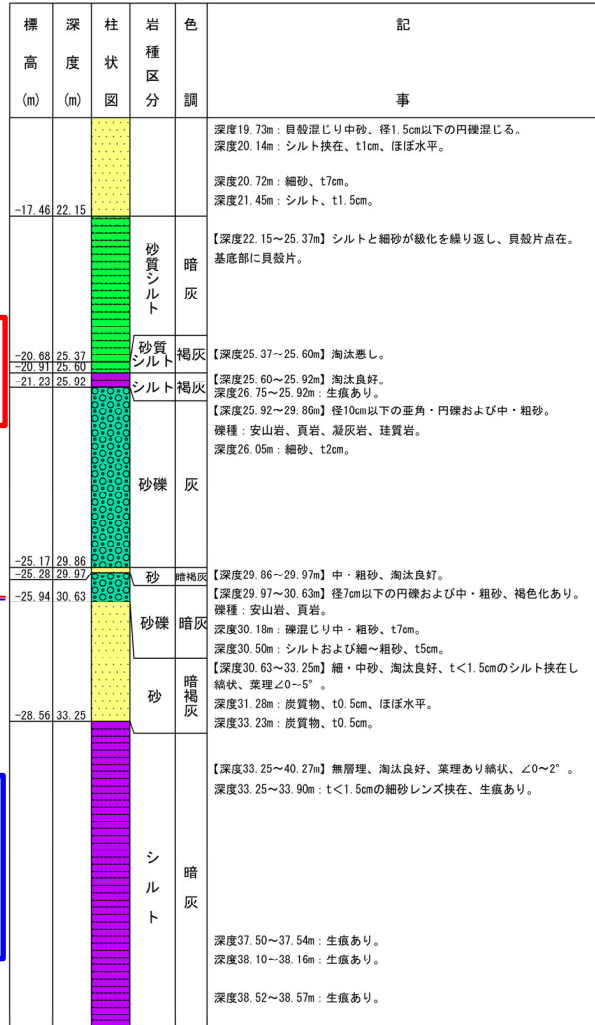 標高(m) 深度(m) 柱状図 岩種区分 色調 記事
深度19.73m：貝殻混じり中砂、径1.5cm以下の円礫混じる。
深度20.14m：シルト挟在、t1cm、ほぼ水平。
深度20.72m：細砂、t7cm。
深度21.45m：シルト、t1.5cm。
-17.46 22.15
砂質シルト 暗灰
【深度22.15～25.37m】シルトと細砂が級化を繰り返し、貝殻片点在。
基底部に貝殻片。
-20.68 25.37
砂質シルト 褐灰 【深度25.37～25.60m】淘汰悪し。
-20.91 25.60
-21.23 25.92
シルト 褐灰 【深度25.60～25.92m】淘汰良好。
深度26.75～25.92m：生痕あり。
【深度25.92～29.86m】径10cm以下の亜角・円礫および中・粗砂。
礫種：安山岩、頁岩、凝灰岩、珪質岩。
深度26.05m：細砂、t2cm。
砂礫 灰
-25.17 29.86
-25.28 29.97
砂 暗褐灰 【深度29.86～29.97m】中・粗砂、淘汰良好。
-25.94 30.63
【深度29.97～30.63m】径7cm以下の円礫および中・粗砂、褐色化あり。
礫種：安山岩、頁岩。
砂礫 暗灰
深度30.18m：礫混じり中・粗砂、t7cm。
深度30.50m：シルトおよび細～粗砂、t5cm。
【深度30.63～33.25m】細・中砂、淘汰良好、t＜1.5cmのシルト挟在し
縞状、葉理∠0～5°。
砂 暗褐灰
深度31.28m：炭質物、t0.5cm、ほぼ水平。
深度33.23m：炭質物、t0.5cm。
-28.56 33.25
【深度33.25～40.27m】無層理、淘汰良好、葉理あり縞状、∠0～2°。
深度33.25～33.90m：t＜1.5cmの細砂レンズ挟在、生痕あり。
シルト 暗灰
深度37.50～37.54m：生痕あり。
深度38.10～38.16m：生痕あり。
深度38.52～38.57m：生痕あり。